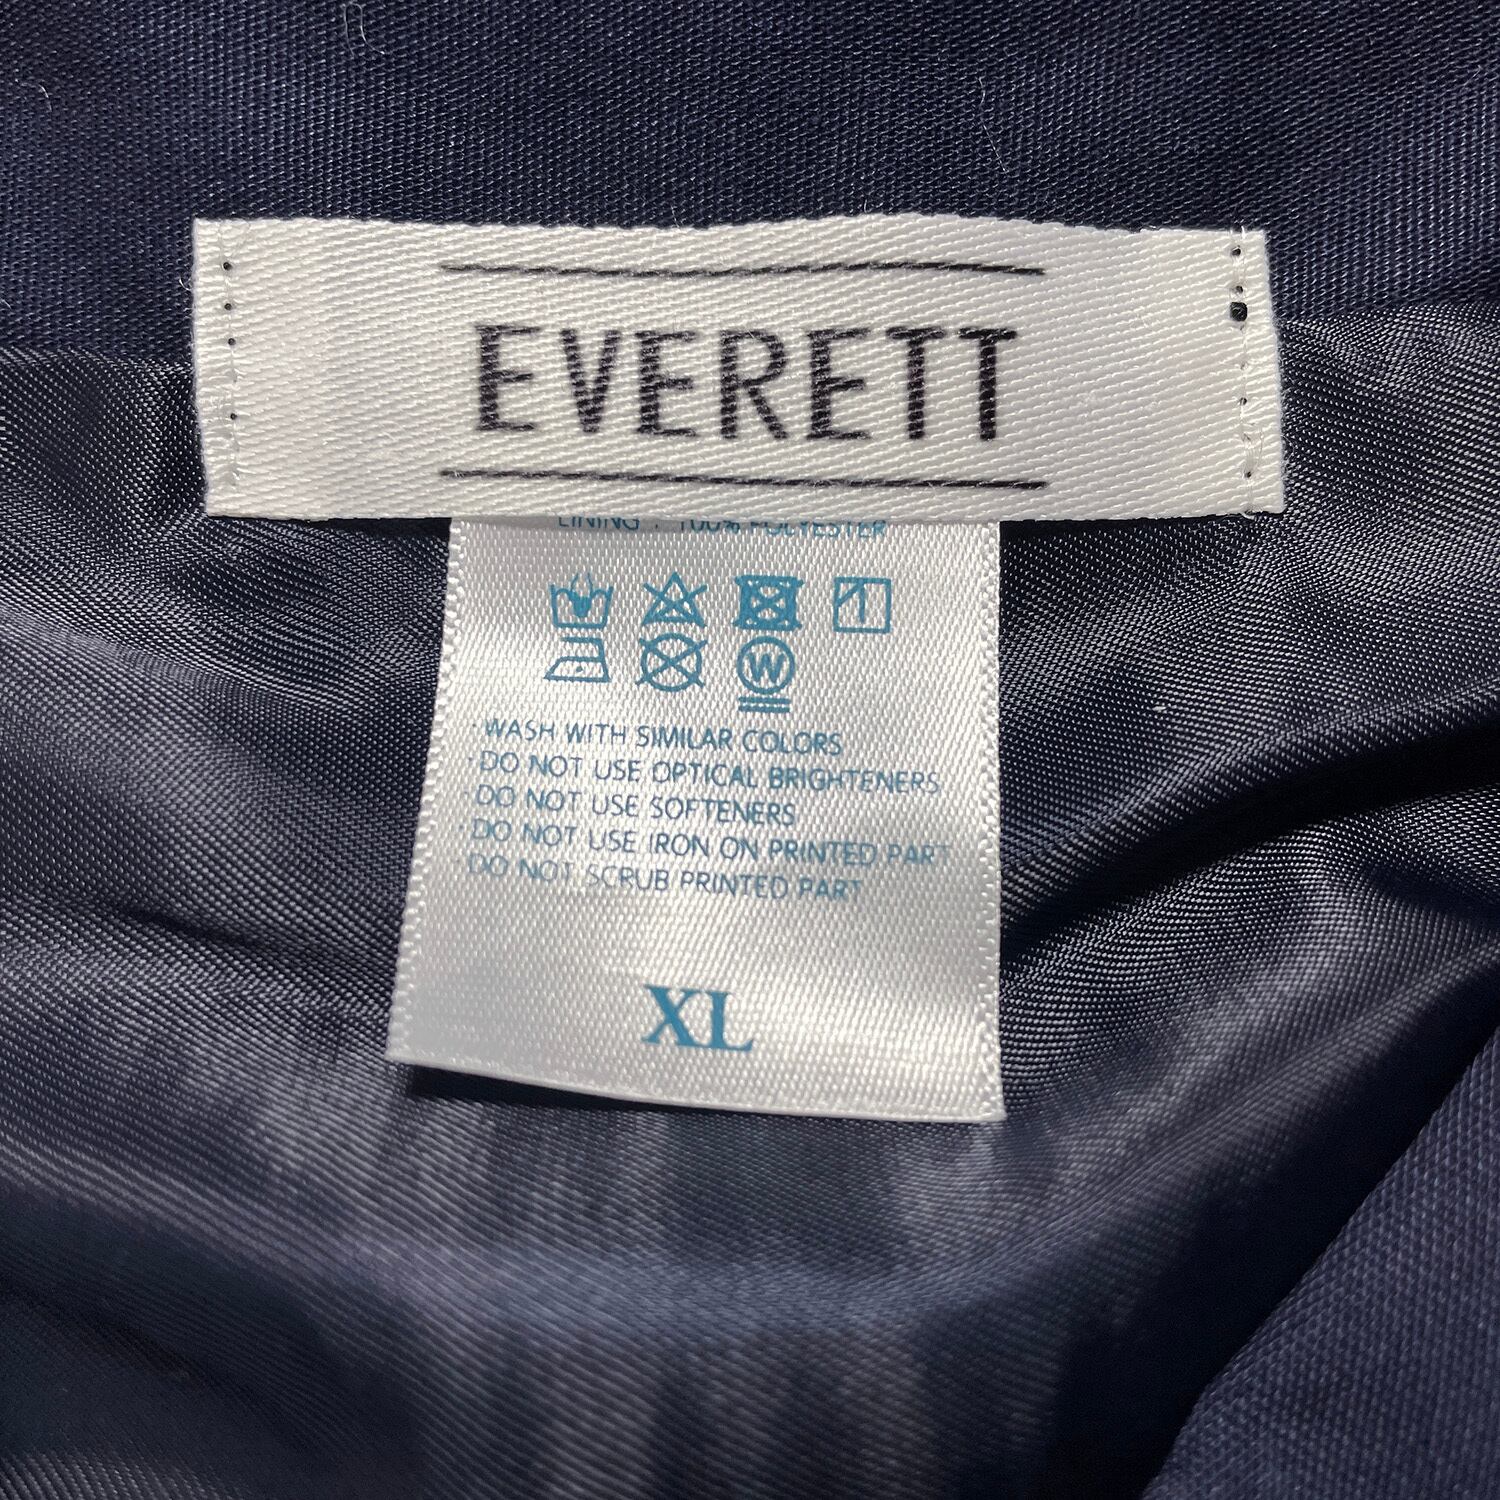 EVERETT
LINING : 100% POLYESTER
W
· WASH WITH SIMILAR COLORS
· DO NOT USE OPTICAL BRIGHTENERS
· DO NOT USE SOFTENERS
· DO NOT USE IRON ON PRINTED PART
· DO NOT SCRUB PRINTED PART
XL